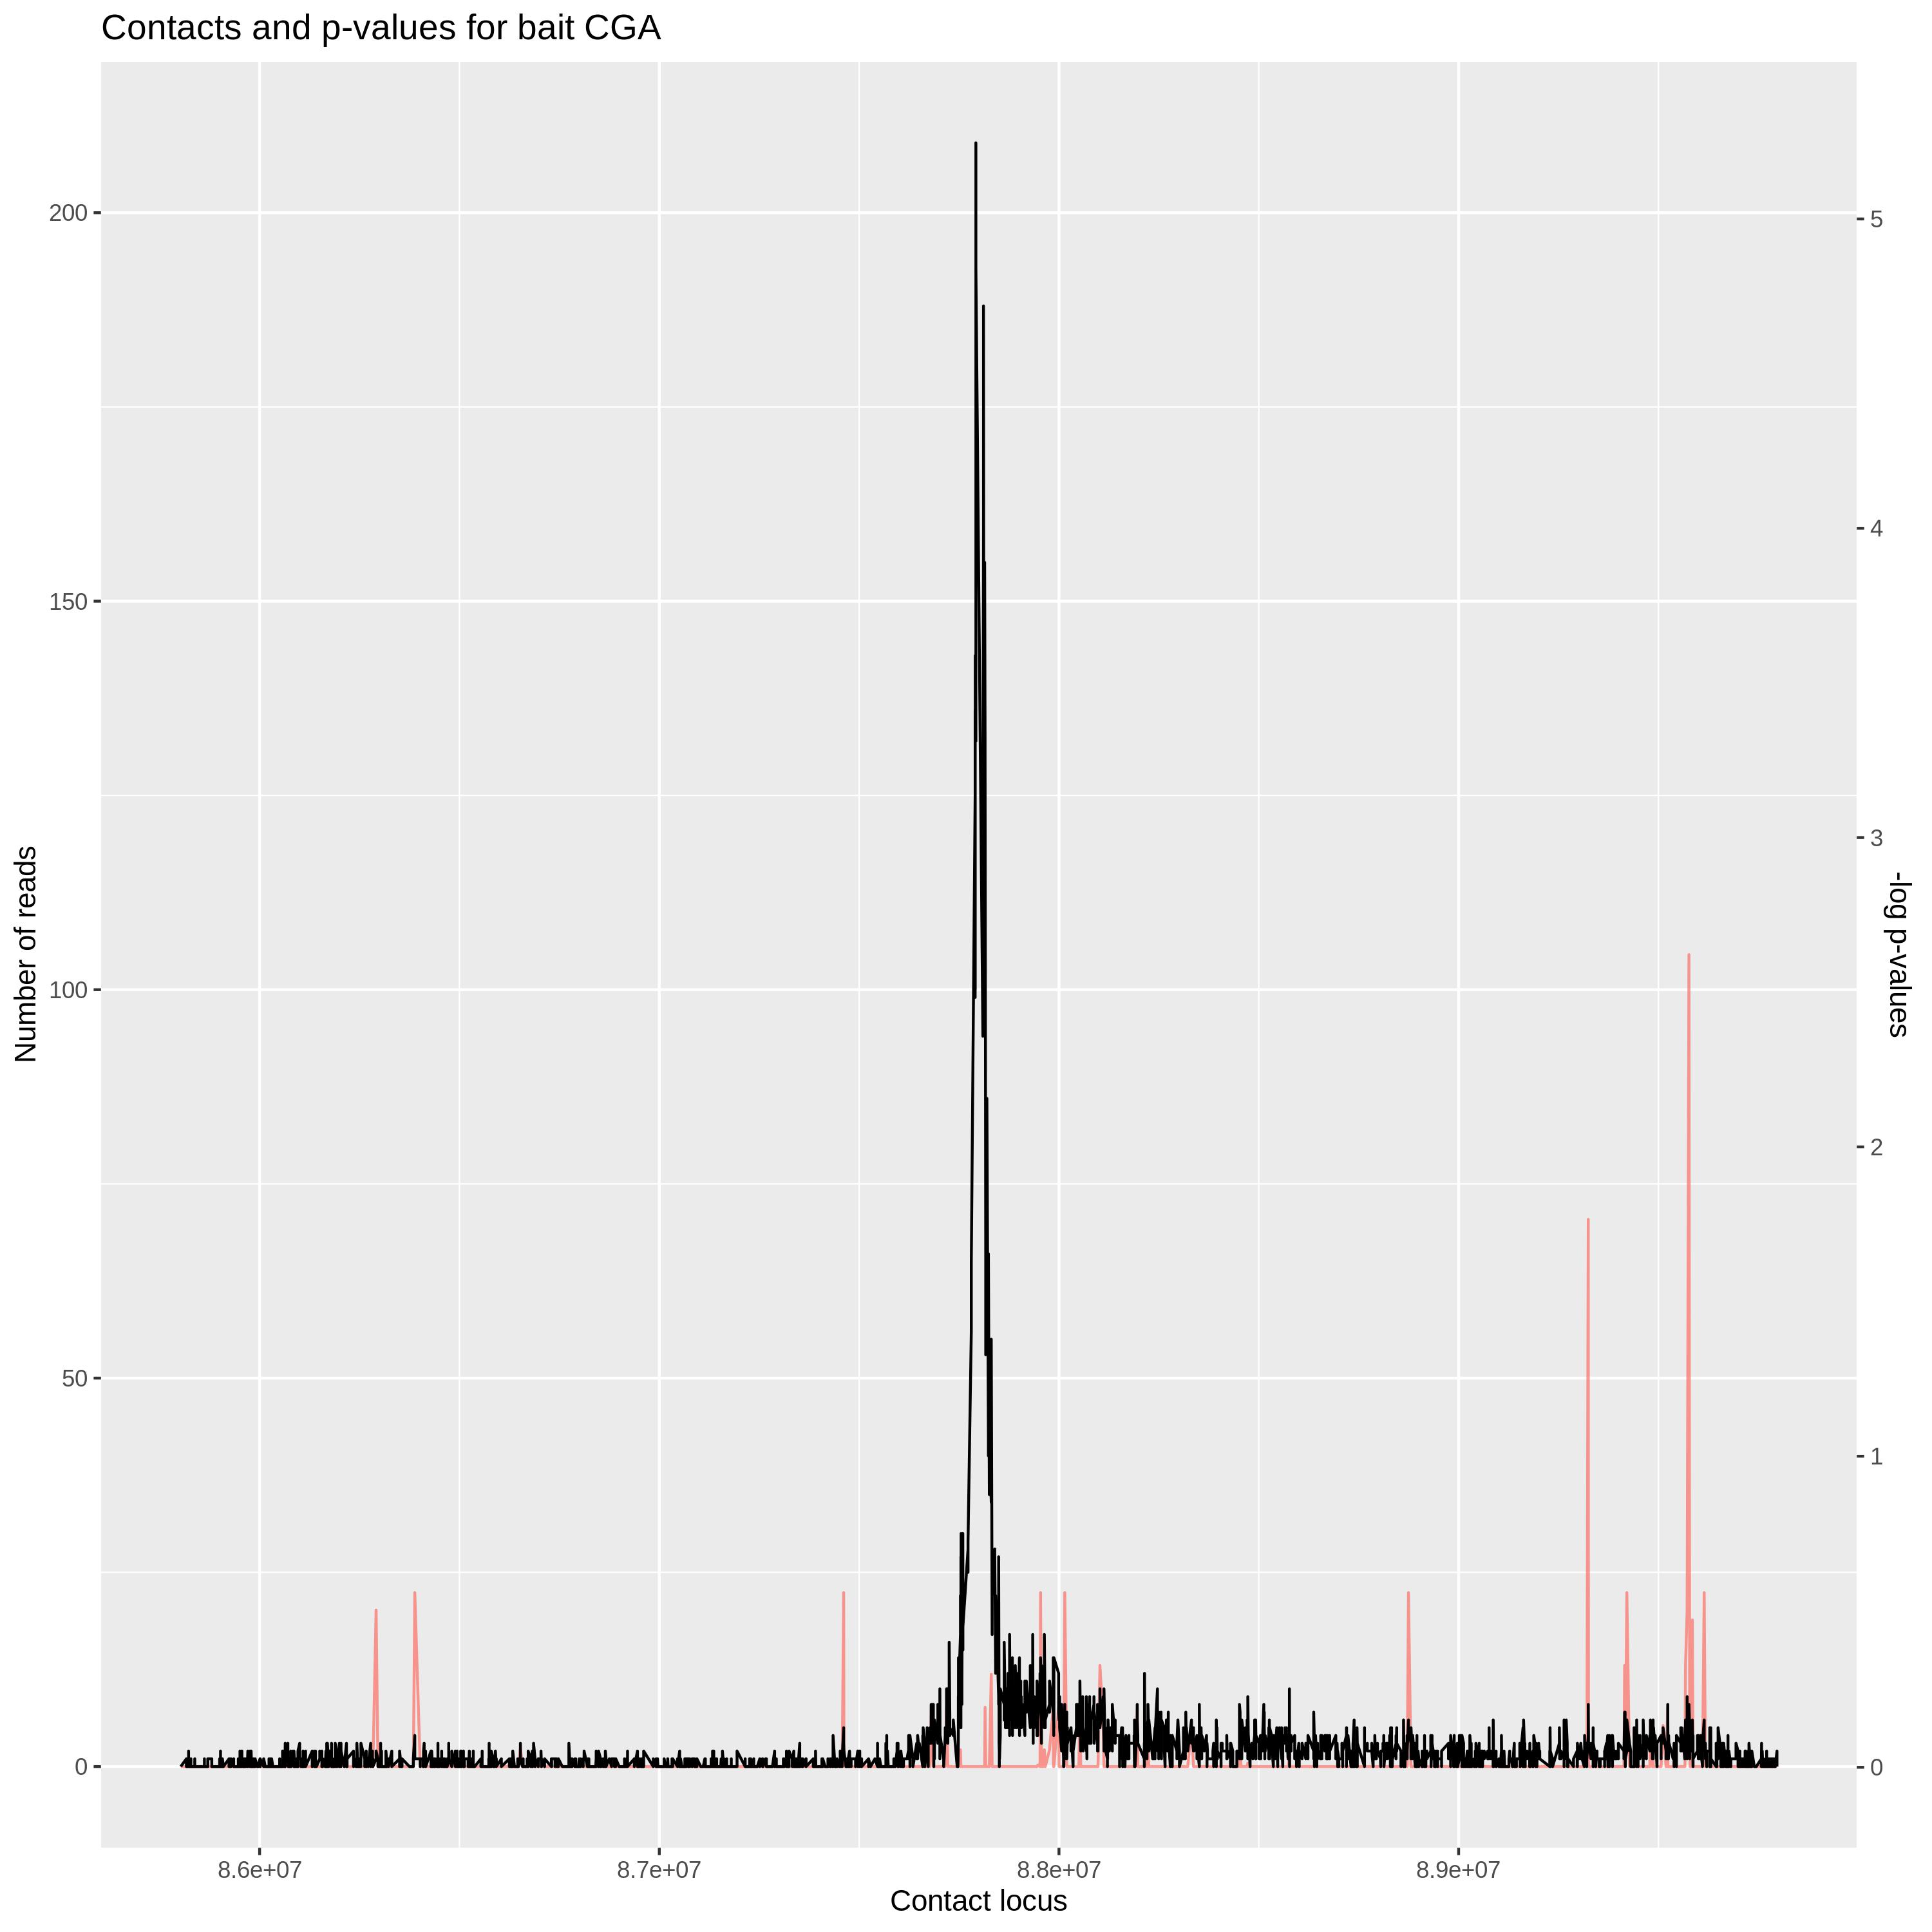 Contacts and p-values for bait CGA
200
150
100
50
0
Number of reads
5
4
3
2
1
0
-log p-values
8.6e+07
8.7e+07
8.8e+07
8.9e+07
Contact locus